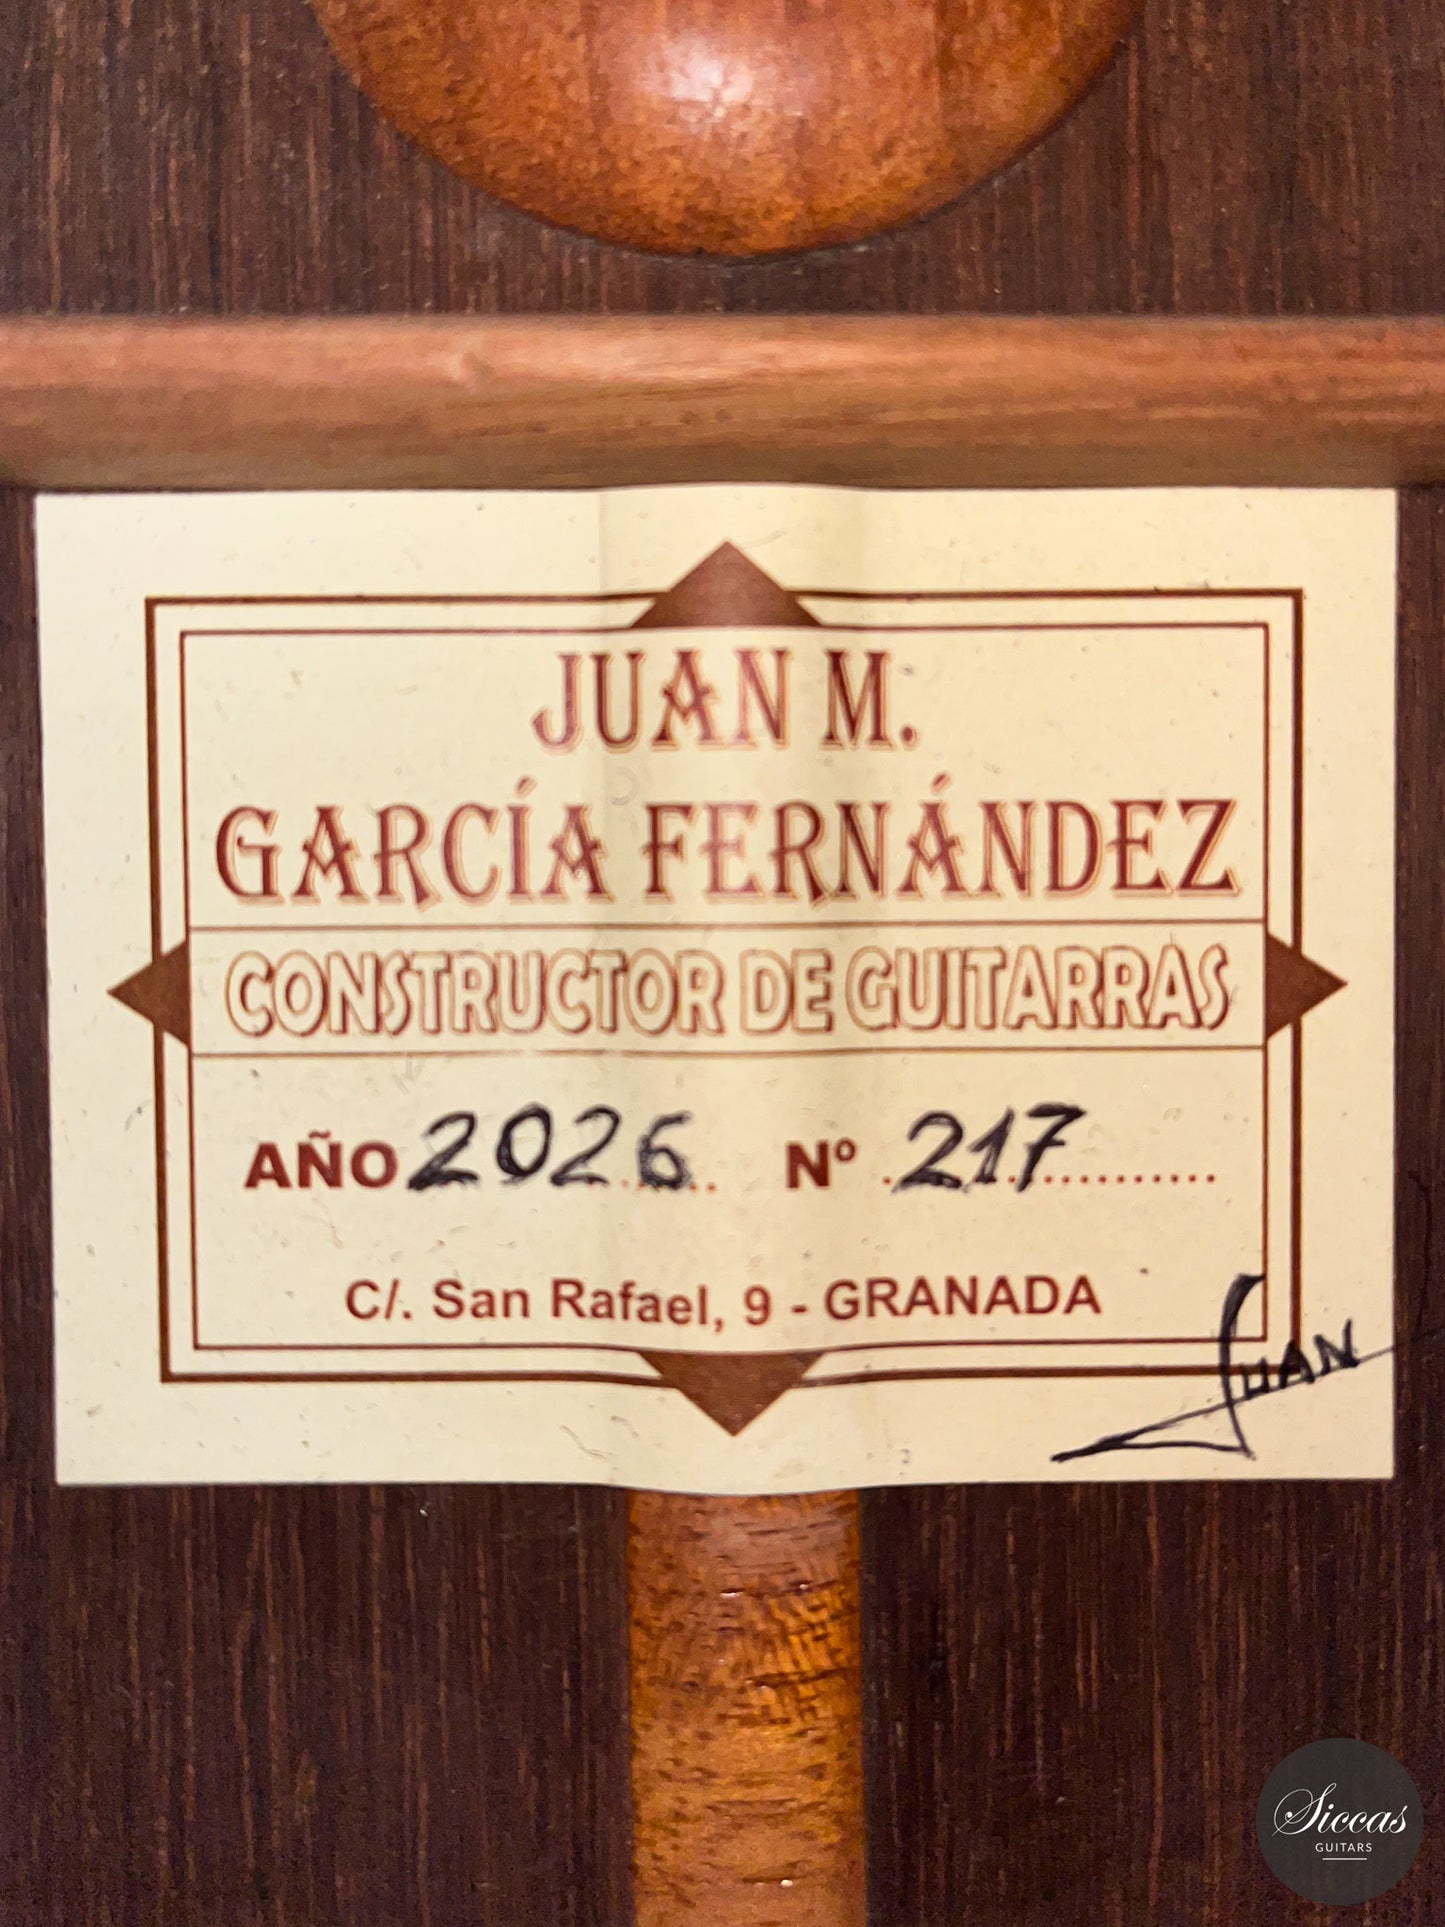 JUAN M.
GARCÍA FERNÁNDEZ
CONSTRUCTOR DE GUITARRAS
AÑO 2026 Nº 217
C/. San Rafael, 9 - GRANADA
JUAN
Siccas
GUITARS